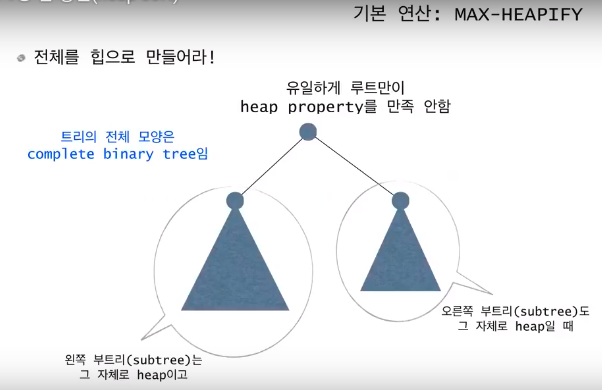 기본 연산: MAX-HEAPIFY
전체를 힙으로 만들어라!
유일하게 루트만이
heap property를 만족 안함
트리의 전체 모양은
complete binary tree임
오른쪽 부트리(subtree)도
그 자체로 heap일 때
왼쪽 부트리(subtree)는
그 자체로 heap이고